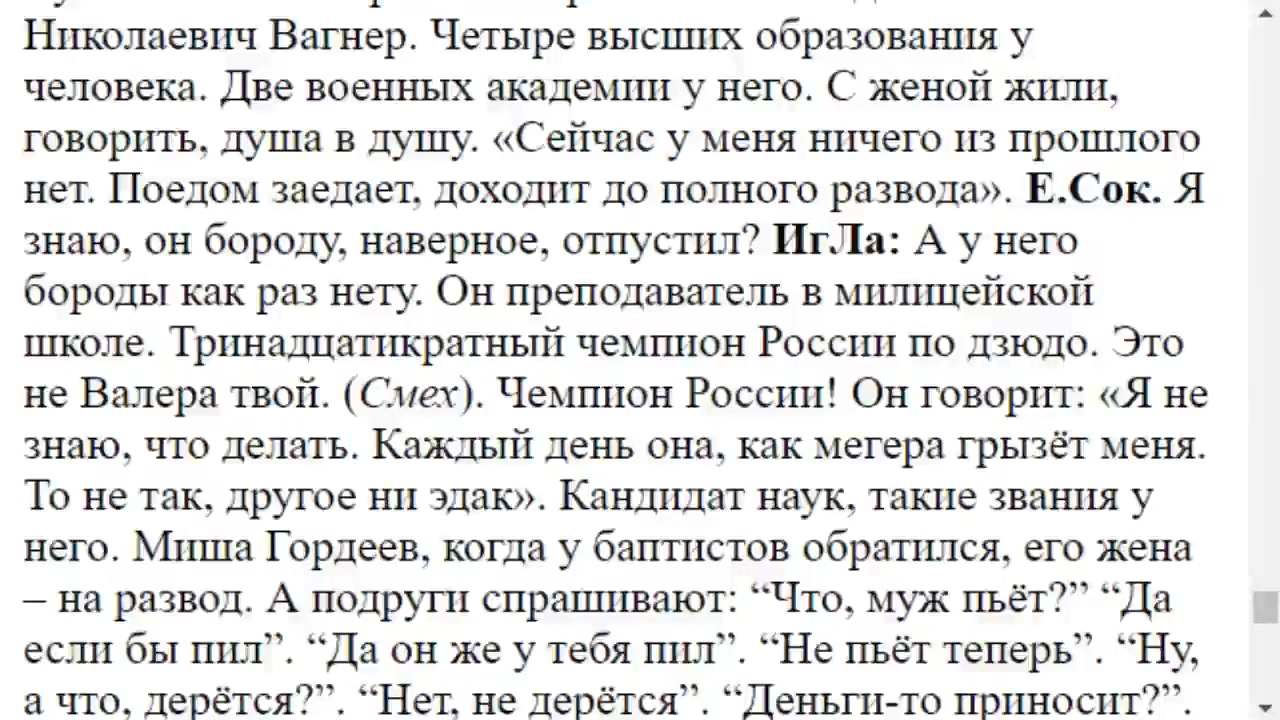 Николаевич Вагнер. Четыре высших образования у
человека. Две военных академии у него. С женой жили,
говорить, душа в душу. «Сейчас у меня ничего из прошлого
нет. Поедом заедает, доходит до полного развода». Е.Сок. Я
знаю, он бороду, наверное, отпустил? ИгЛа: А у него
бороды как раз нету. Он преподаватель в милицейской
школе. Тринадцатикратный чемпион России по дзюдо. Это
не Валера твой. (Смех). Чемпион России! Он говорит: «Я не
знаю, что делать. Каждый день она, как мегера грызёт меня.
То не так, другое ни эдак». Кандидат наук, такие звания у
него. Миша Гордеев, когда у баптистов обратился, его жена
– на развод. А подруги спрашивают: “Что, муж пьёт?” “Да
если бы пил”. “Да он же у тебя пил”. “Не пьёт теперь”. “Ну,
а что, дерётся?”. “Нет, не дерётся”. “Деньги-то приносит?”.